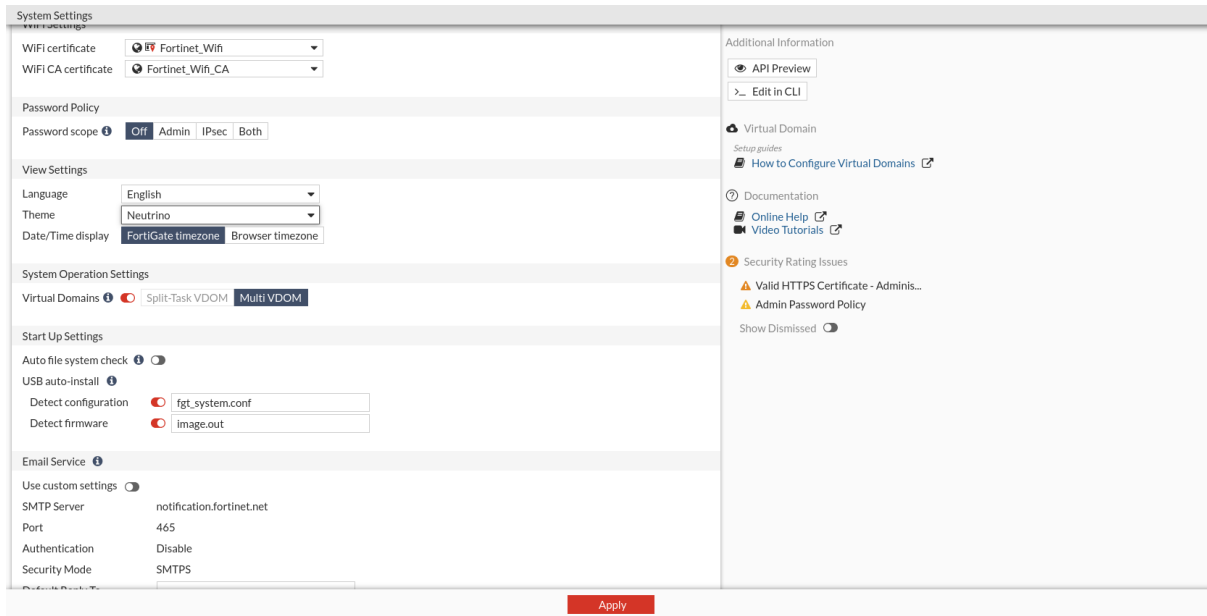 System Settings
WiFi Settings
WiFi certificate Fortinet_Wifi
WiFi CA certificate Fortinet_Wifi_CA
Password Policy
Password scope Off Admin IPsec Both
View Settings
Language English
Theme Neutrino
Date/Time display FortiGate timezone Browser timezone
System Operation Settings
Virtual Domains Split-Task VDOM Multi VDOM
Start Up Settings
Auto file system check
USB auto-install
Detect configuration fgt_system.conf
Detect firmware image.out
Email Service
Use custom settings
SMTP Server notification.fortinet.net
Port 465
Authentication Disable
Security Mode SMTPS
Default Reply To
Apply
Additional Information
API Preview
>_ Edit in CLI
Virtual Domain
Setup guides
How to Configure Virtual Domains
Documentation
Online Help
Video Tutorials
2 Security Rating Issues
Valid HTTPS Certificate - Adminis...
Admin Password Policy
Show Dismissed